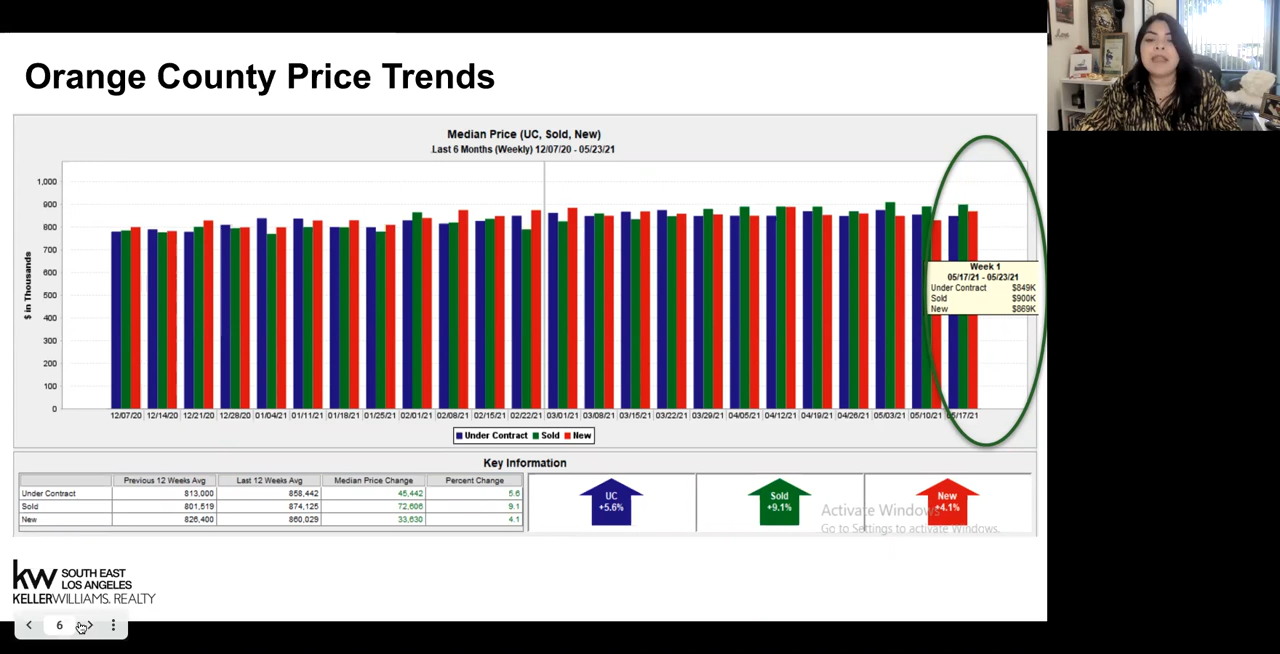 Orange County Price Trends
Median Price (UC, Sold, New)
Last 6 Months (Weekly) 12/07/20 - 05/23/21
$ in Thousands
1,000
900
800
700
600
500
400
300
200
100
0
12/07/20 12/14/20 12/21/20 12/28/20 01/04/21 01/11/21 01/18/21 01/25/21 02/01/21 02/08/21 02/15/21 02/22/21 03/01/21 03/08/21 03/15/21 03/22/21 03/29/21 04/05/21 04/12/21 04/19/21 04/26/21 05/03/21 05/10/21 05/17/21
Week 1
05/17/21 - 05/23/21
Under Contract $849K
Sold $900K
New $869K
Under Contract Sold New
Key Information
Previous 12 Weeks Avg Last 12 Weeks Avg Median Price Change Percent Change
Under Contract 813,000 858,442 45,442 5.6
Sold 801,519 874,125 72,606 9.1
New 826,400 860,029 33,630 4.1
UC
+5.6%
Sold
+9.1%
New
+4.1%
Activate Windows
Go to Settings to activate Windows.
kw SOUTH EAST
LOS ANGELES
KELLERWILLIAMS. REALTY
6